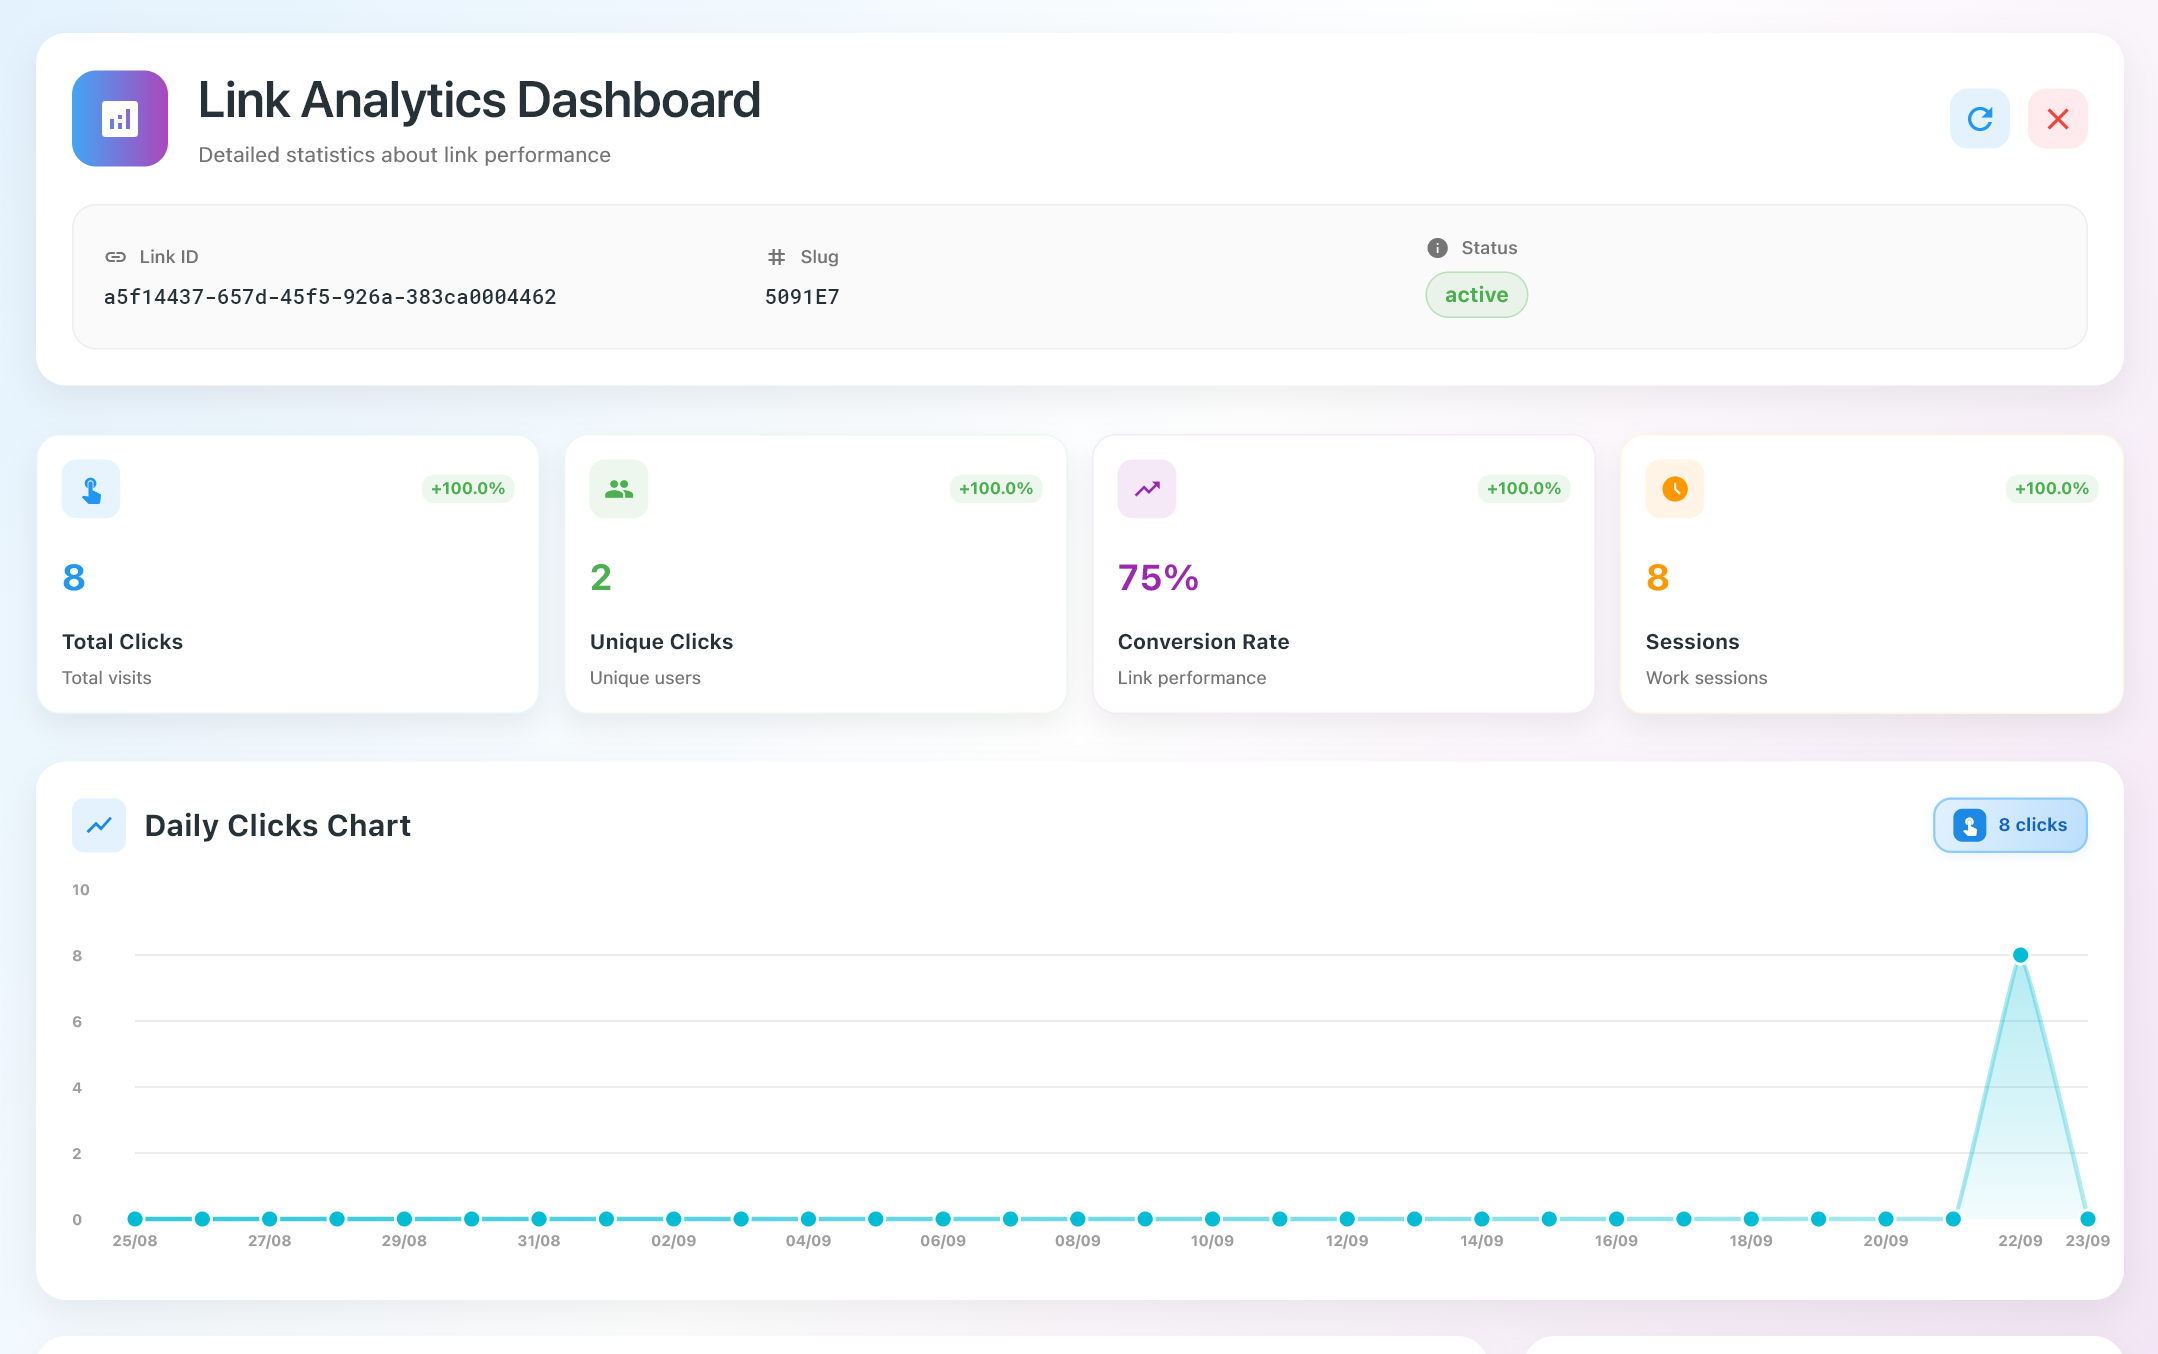 Link Analytics Dashboard
Detailed statistics about link performance
Link ID
a5f14437-657d-45f5-926a-383ca0004462
Slug
5091E7
Status
active
+100.0%
8
Total Clicks
Total visits
+100.0%
2
Unique Clicks
Unique users
+100.0%
75%
Conversion Rate
Link performance
+100.0%
8
Sessions
Work sessions
Daily Clicks Chart
8 clicks
10
8
6
4
2
0
25/08 27/08 29/08 31/08 02/09 04/09 06/09 08/09 10/09 12/09 14/09 16/09 18/09 20/09 22/09 23/09